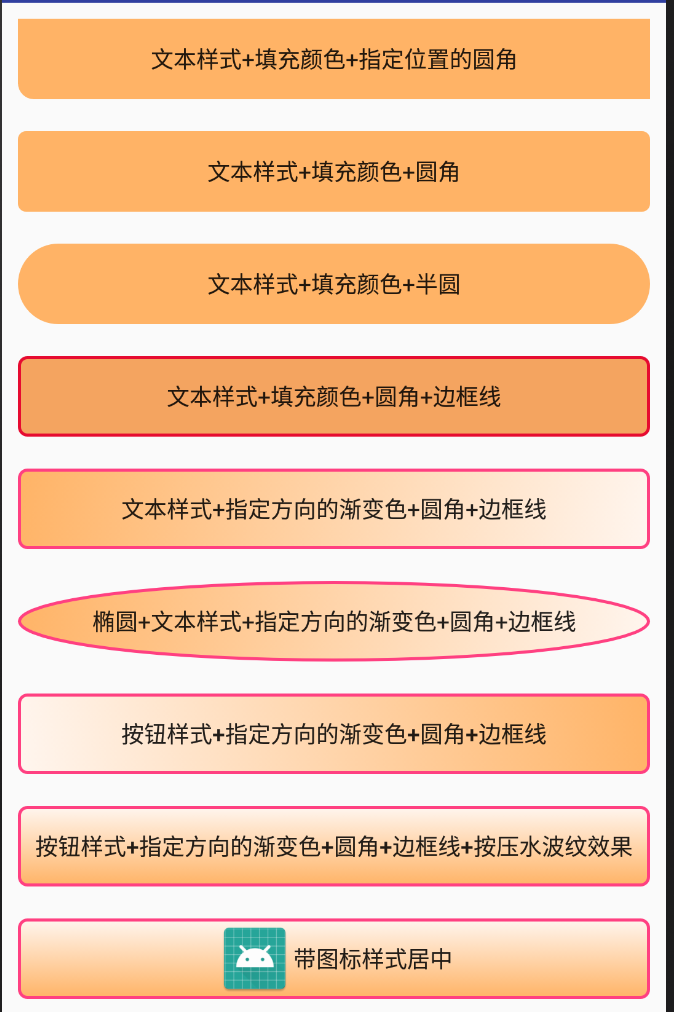 文本样式+填充颜色+指定位置的圆角
文本样式+填充颜色+圆角
文本样式+填充颜色+半圆
文本样式+填充颜色+圆角+边框线
文本样式+指定方向的渐变色+圆角+边框线
椭圆+文本样式+指定方向的渐变色+圆角+边框线
按钮样式+指定方向的渐变色+圆角+边框线
按钮样式+指定方向的渐变色+圆角+边框线+按压水波纹效果
带图标样式居中